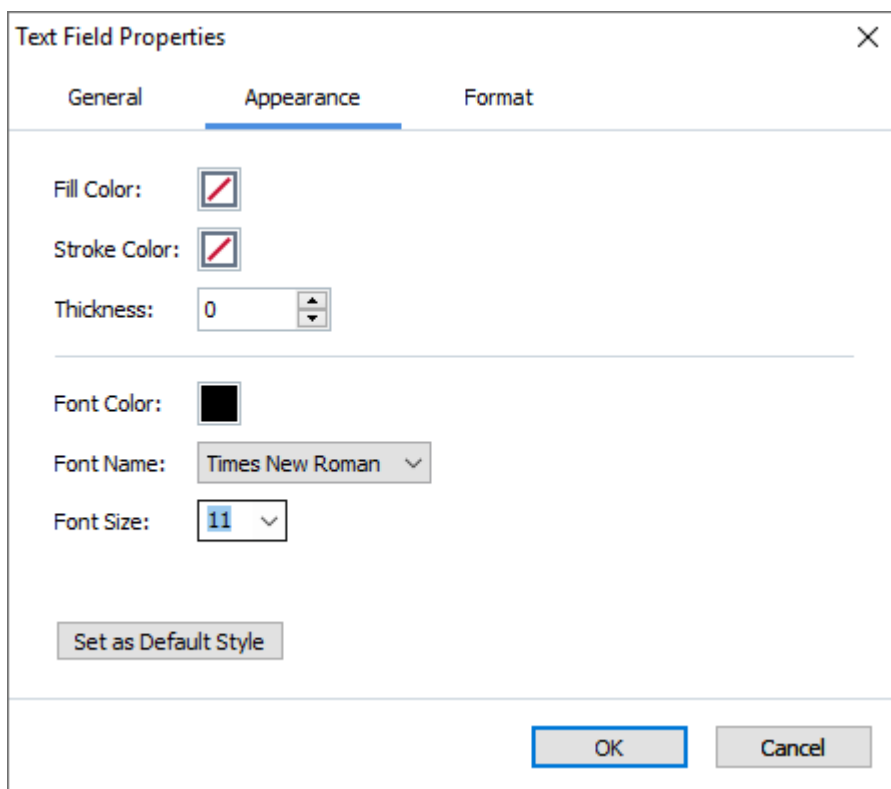 Text Field Properties
General Appearance Format
Fill Color:
Stroke Color:
Thickness: 0
Font Color:
Font Name: Times New Roman
Font Size: 11
Set as Default Style
OK Cancel